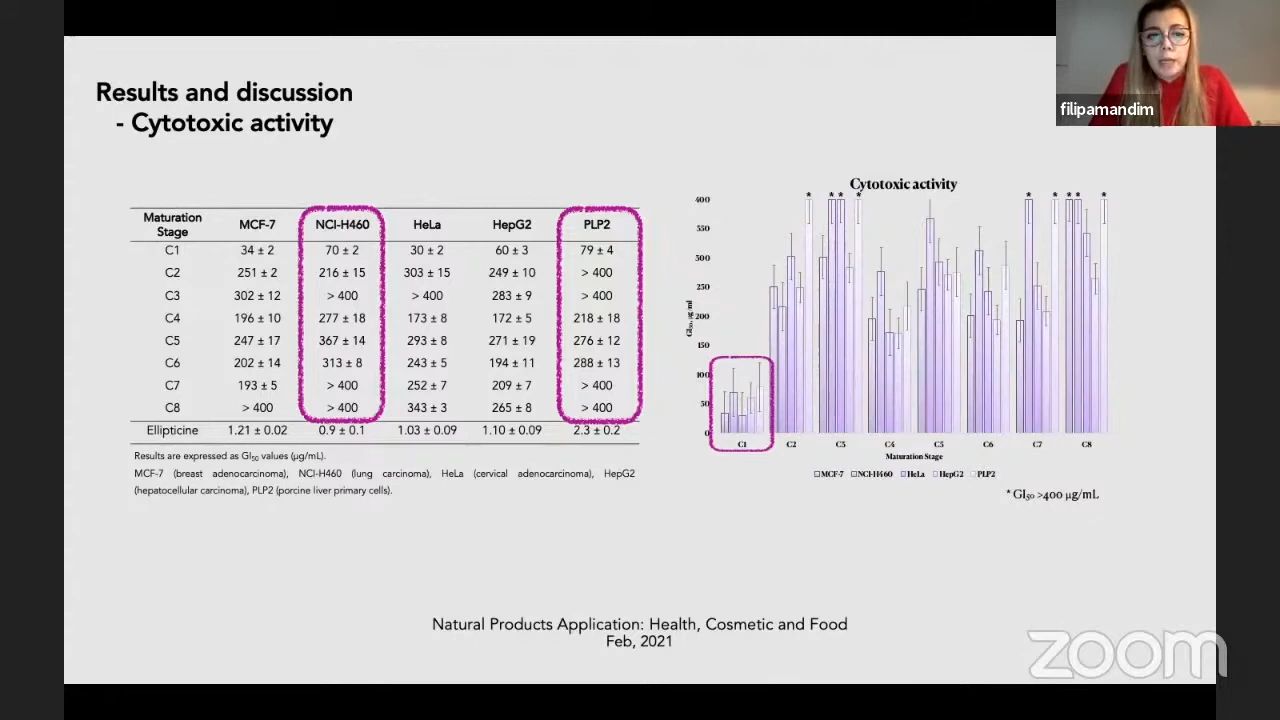 filipamandim
Results and discussion
- Cytotoxic activity
Maturation Stage MCF-7 NCI-H460 HeLa HepG2 PLP2
C1 34 ± 2 70 ± 2 30 ± 2 60 ± 3 79 ± 4
C2 251 ± 2 216 ± 15 303 ± 15 249 ± 10 > 400
C3 302 ± 12 > 400 > 400 283 ± 9 > 400
C4 196 ± 10 277 ± 18 173 ± 8 172 ± 5 218 ± 18
C5 247 ± 17 367 ± 14 293 ± 8 271 ± 19 276 ± 12
C6 202 ± 14 313 ± 8 243 ± 5 194 ± 11 288 ± 13
C7 193 ± 5 > 400 252 ± 7 209 ± 7 > 400
C8 > 400 > 400 343 ± 3 265 ± 8 > 400
Ellipticine 1.21 ± 0.02 0.9 ± 0.1 1.03 ± 0.09 1.10 ± 0.09 2.3 ± 0.2
Results are expressed as GI₅₀ values (µg/mL).
MCF-7 (breast adenocarcinoma), NCI-H460 (lung carcinoma), HeLa (cervical adenocarcinoma), HepG2
(hepatocellular carcinoma), PLP2 (porcine liver primary cells).
Cytotoxic activity
* * * * * * * * *
400
350
300
250
200
150
100
50
0
GI₅₀, µg/ml
C1 C2 C3 C4 C5 C6 C7 C8
Maturation Stage
MCF-7 NCI-H460 HeLa HepG2 PLP2
* GI₅₀ >400 µg/mL
Natural Products Application: Health, Cosmetic and Food
Feb, 2021
zoom